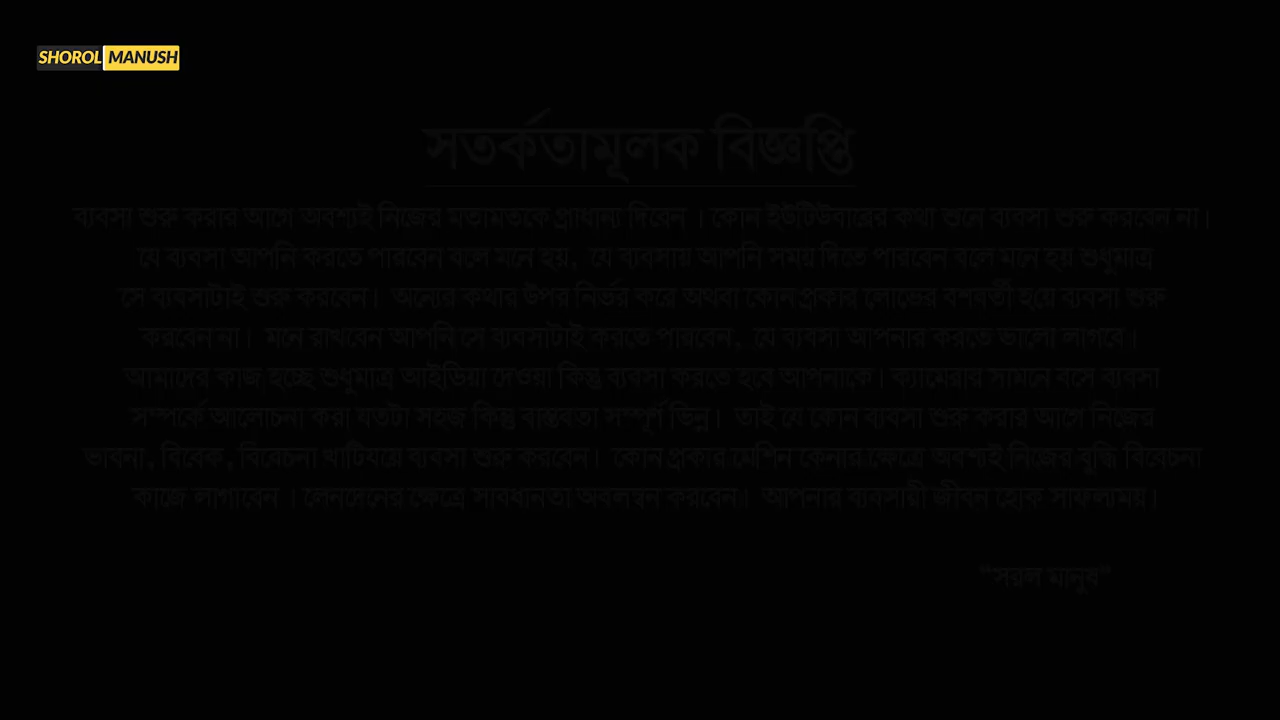 SHOROL MANUSH
সতর্কতামূলক বিজ্ঞপ্তি
ব্যবসা শুরু করার আগে অবশ্যই নিজের মতামতকে প্রাধান্য দিবেন । কোন ইউটিউবারের কথা শুনে ব্যবসা শুরু করবেন না।
যে ব্যবসা আপনি করতে পারবেন বলে মনে হয়, যে ব্যবসায় আপনি সময় দিতে পারবেন বলে মনে হয় শুধুমাত্র
সে ব্যবসাটাই শুরু করবেন। অন্যের কথার উপর নির্ভর করে অথবা কোন প্রকার লোভের বশবর্তী হয়ে ব্যবসা শুরু
করবেন না। মনে রাখবেন আপনি সে ব্যবসাটাই করতে পারবেন, যে ব্যবসা আপনার করতে ভালো লাগবে।
আমাদের কাজ হচ্ছে শুধুমাত্র আইডিয়া দেওয়া কিন্তু ব্যবসা করতে হবে আপনাকে। ক্যামেরার সামনে বসে ব্যবসা
সম্পর্কে আলোচনা করা যতটা সহজ কিন্তু বাস্তবতা সম্পূর্ণ ভিন্ন। তাই যে কোন ব্যবসা শুরু করার আগে নিজের
ভাবনা, বিবেক, বিবেচনা খাটিয়ে ব্যবসা শুরু করবেন। কোন প্রকার মেশিন কেনার ক্ষেত্রে অবশ্যই নিজের বুদ্ধি বিবেচনা
কাজে লাগাবেন । লেনদেনের ক্ষেত্রে সাবধানতা অবলম্বন করবেন। আপনার ব্যবসায়ী জীবন হোক সাফল্যময়।
"সরল মানুষ"